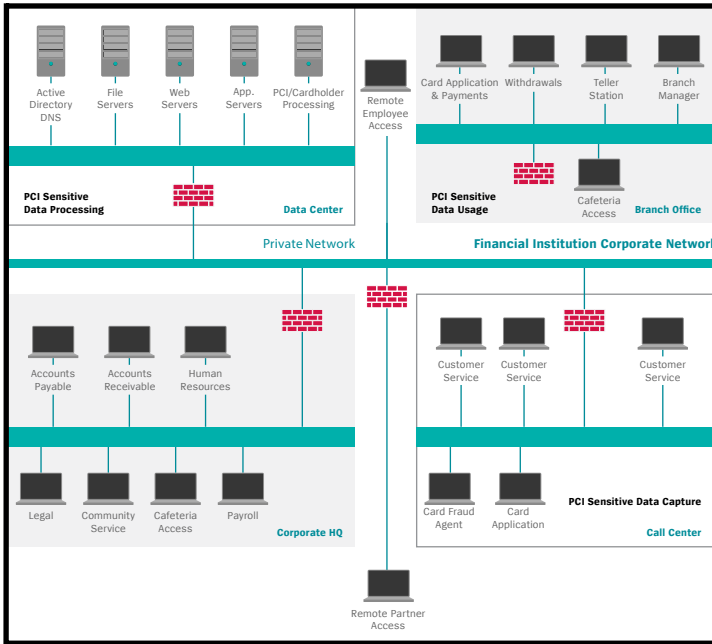 Active
Directory
DNS
File
Servers
Web
Servers
App.
Servers
PCI/Cardholder
Processing
PCI Sensitive
Data Processing
Data Center
Remote
Employee
Access
Card Application
& Payments
Withdrawals
Teller
Station
Branch
Manager
PCI Sensitive
Data Usage
Cafeteria
Access
Branch Office
Private Network
Financial Institution Corporate Network
Accounts
Payable
Accounts
Receivable
Human
Resources
Legal
Community
Service
Cafeteria
Access
Payroll
Corporate HQ
Customer
Service
Customer
Service
Customer
Service
Card Fraud
Agent
Card
Application
PCI Sensitive Data Capture
Call Center
Remote Partner
Access